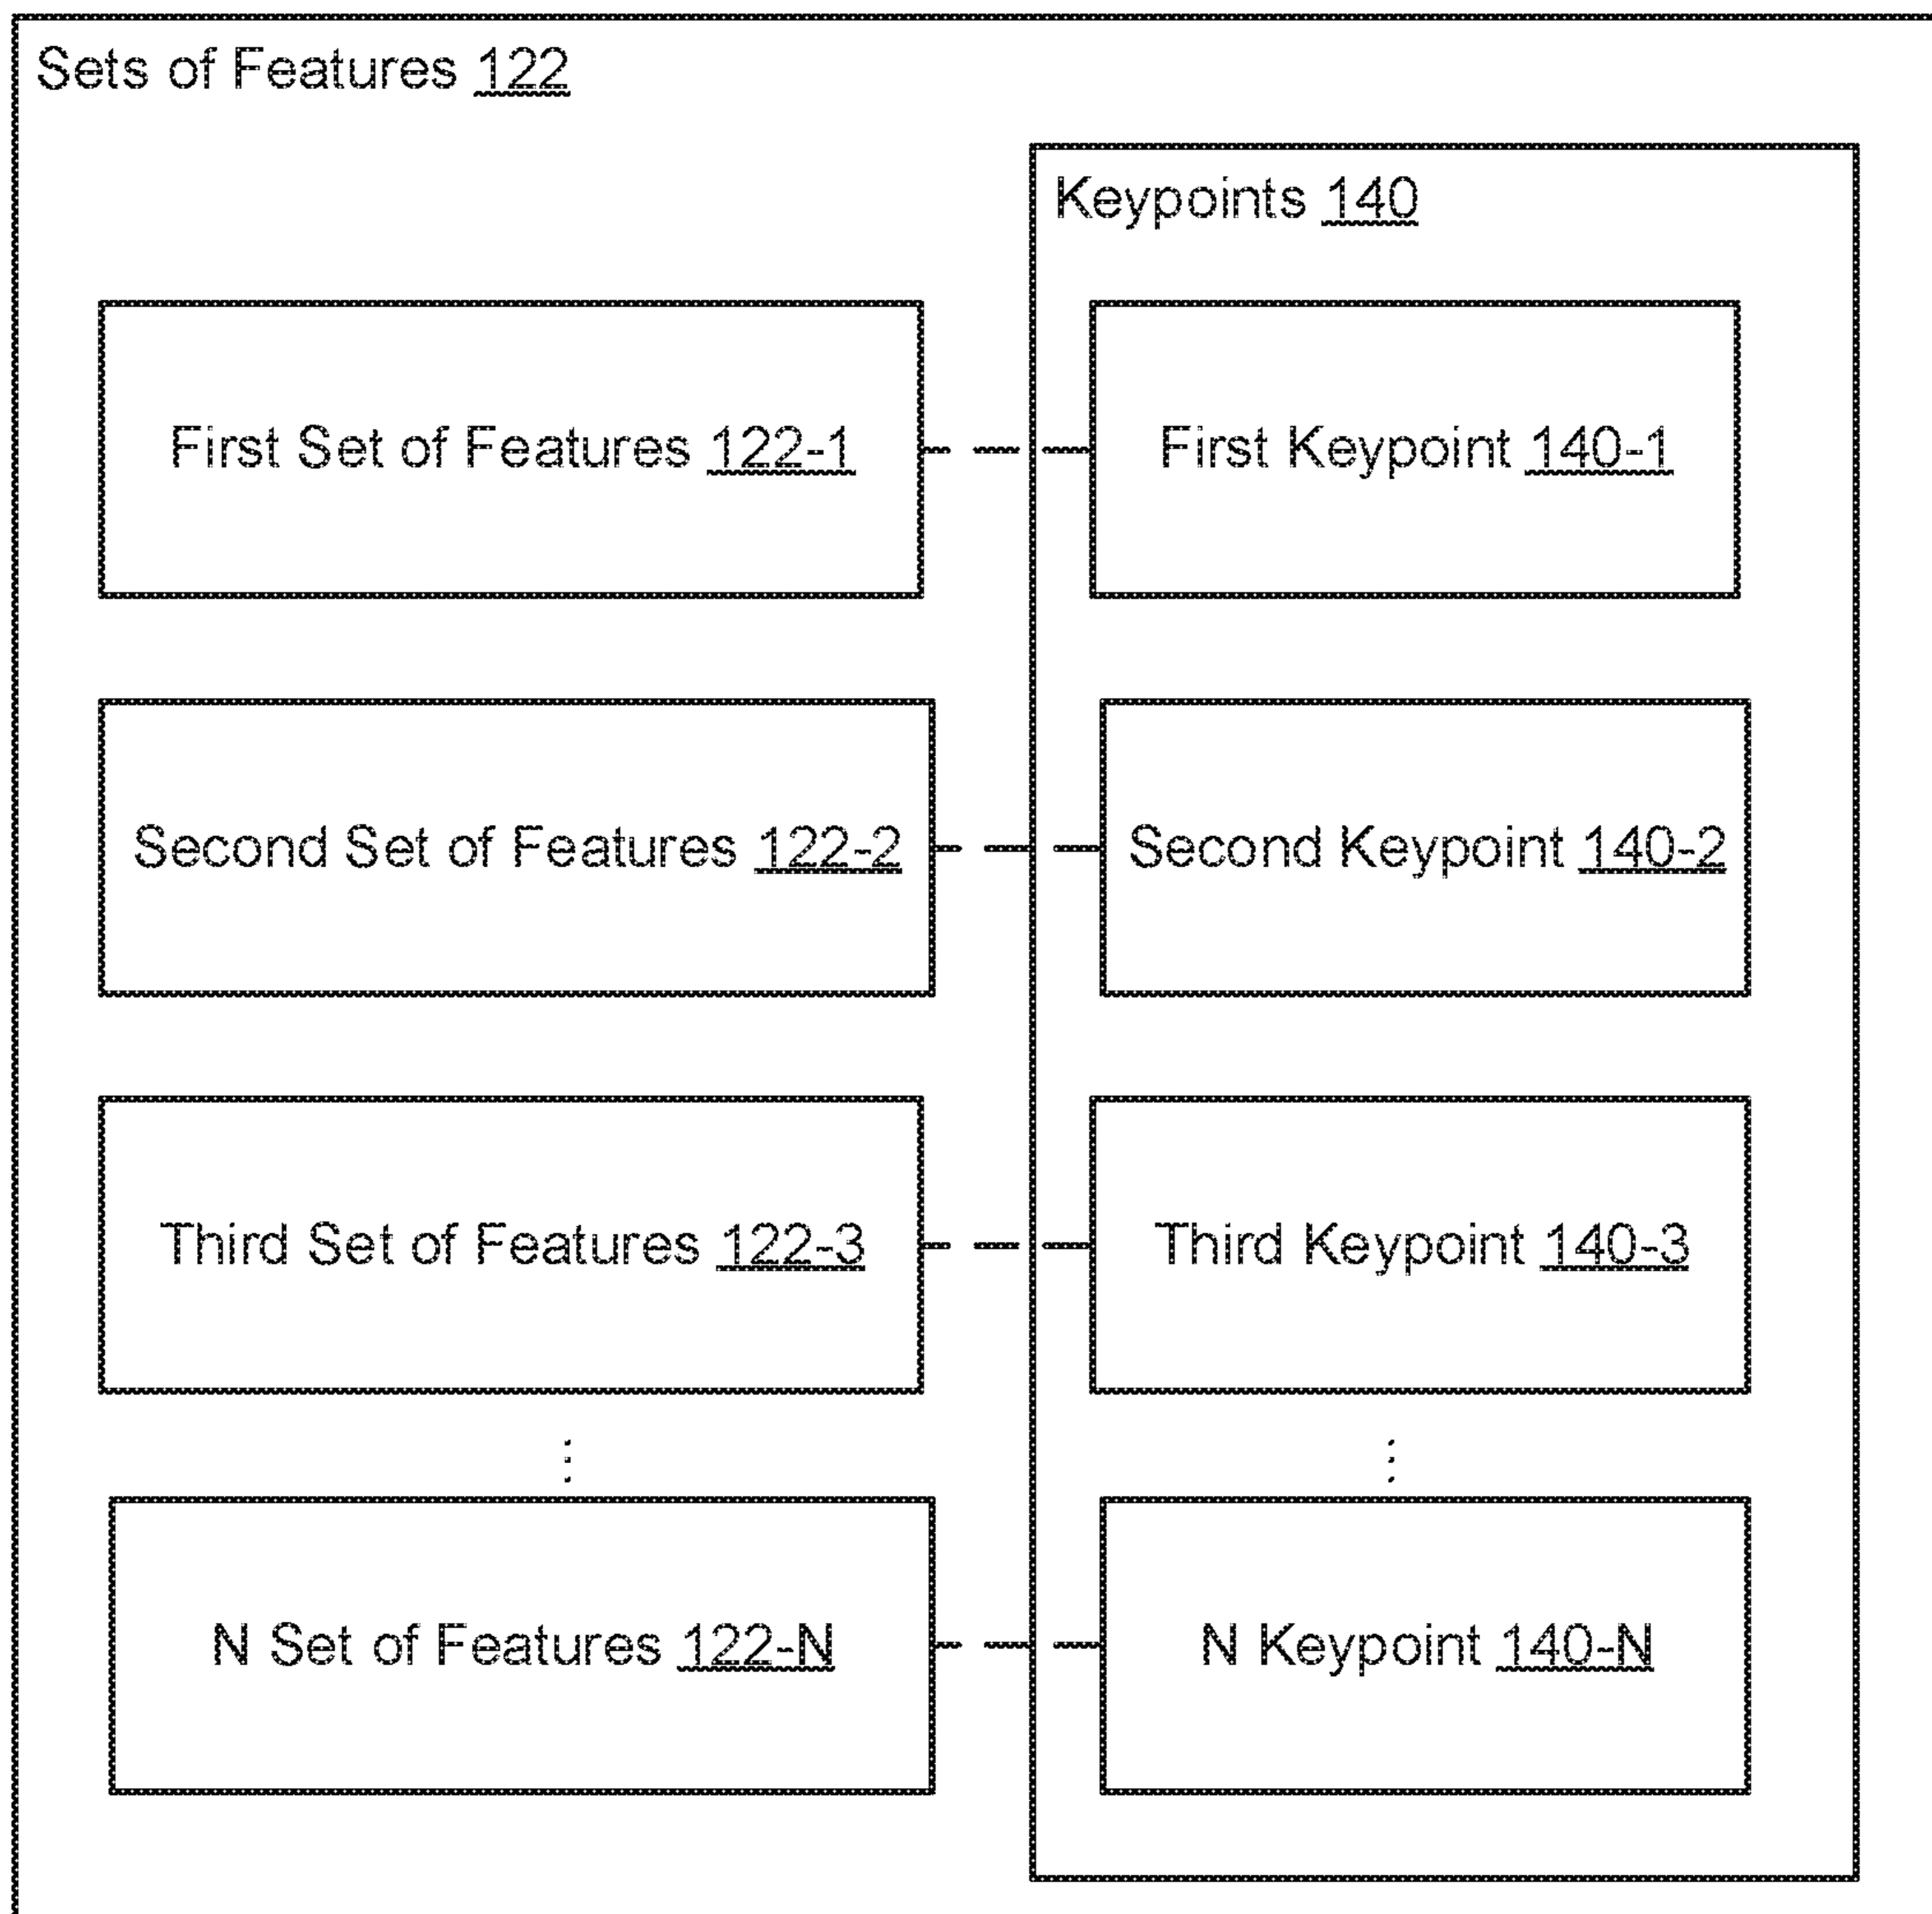 Sets of Features 122
Keypoints 140
First Set of Features 122-1
First Keypoint 140-1
Second Set of Features 122-2
Second Keypoint 140-2
Third Set of Features 122-3
Third Keypoint 140-3
N Set of Features 122-N
N Keypoint 140-N